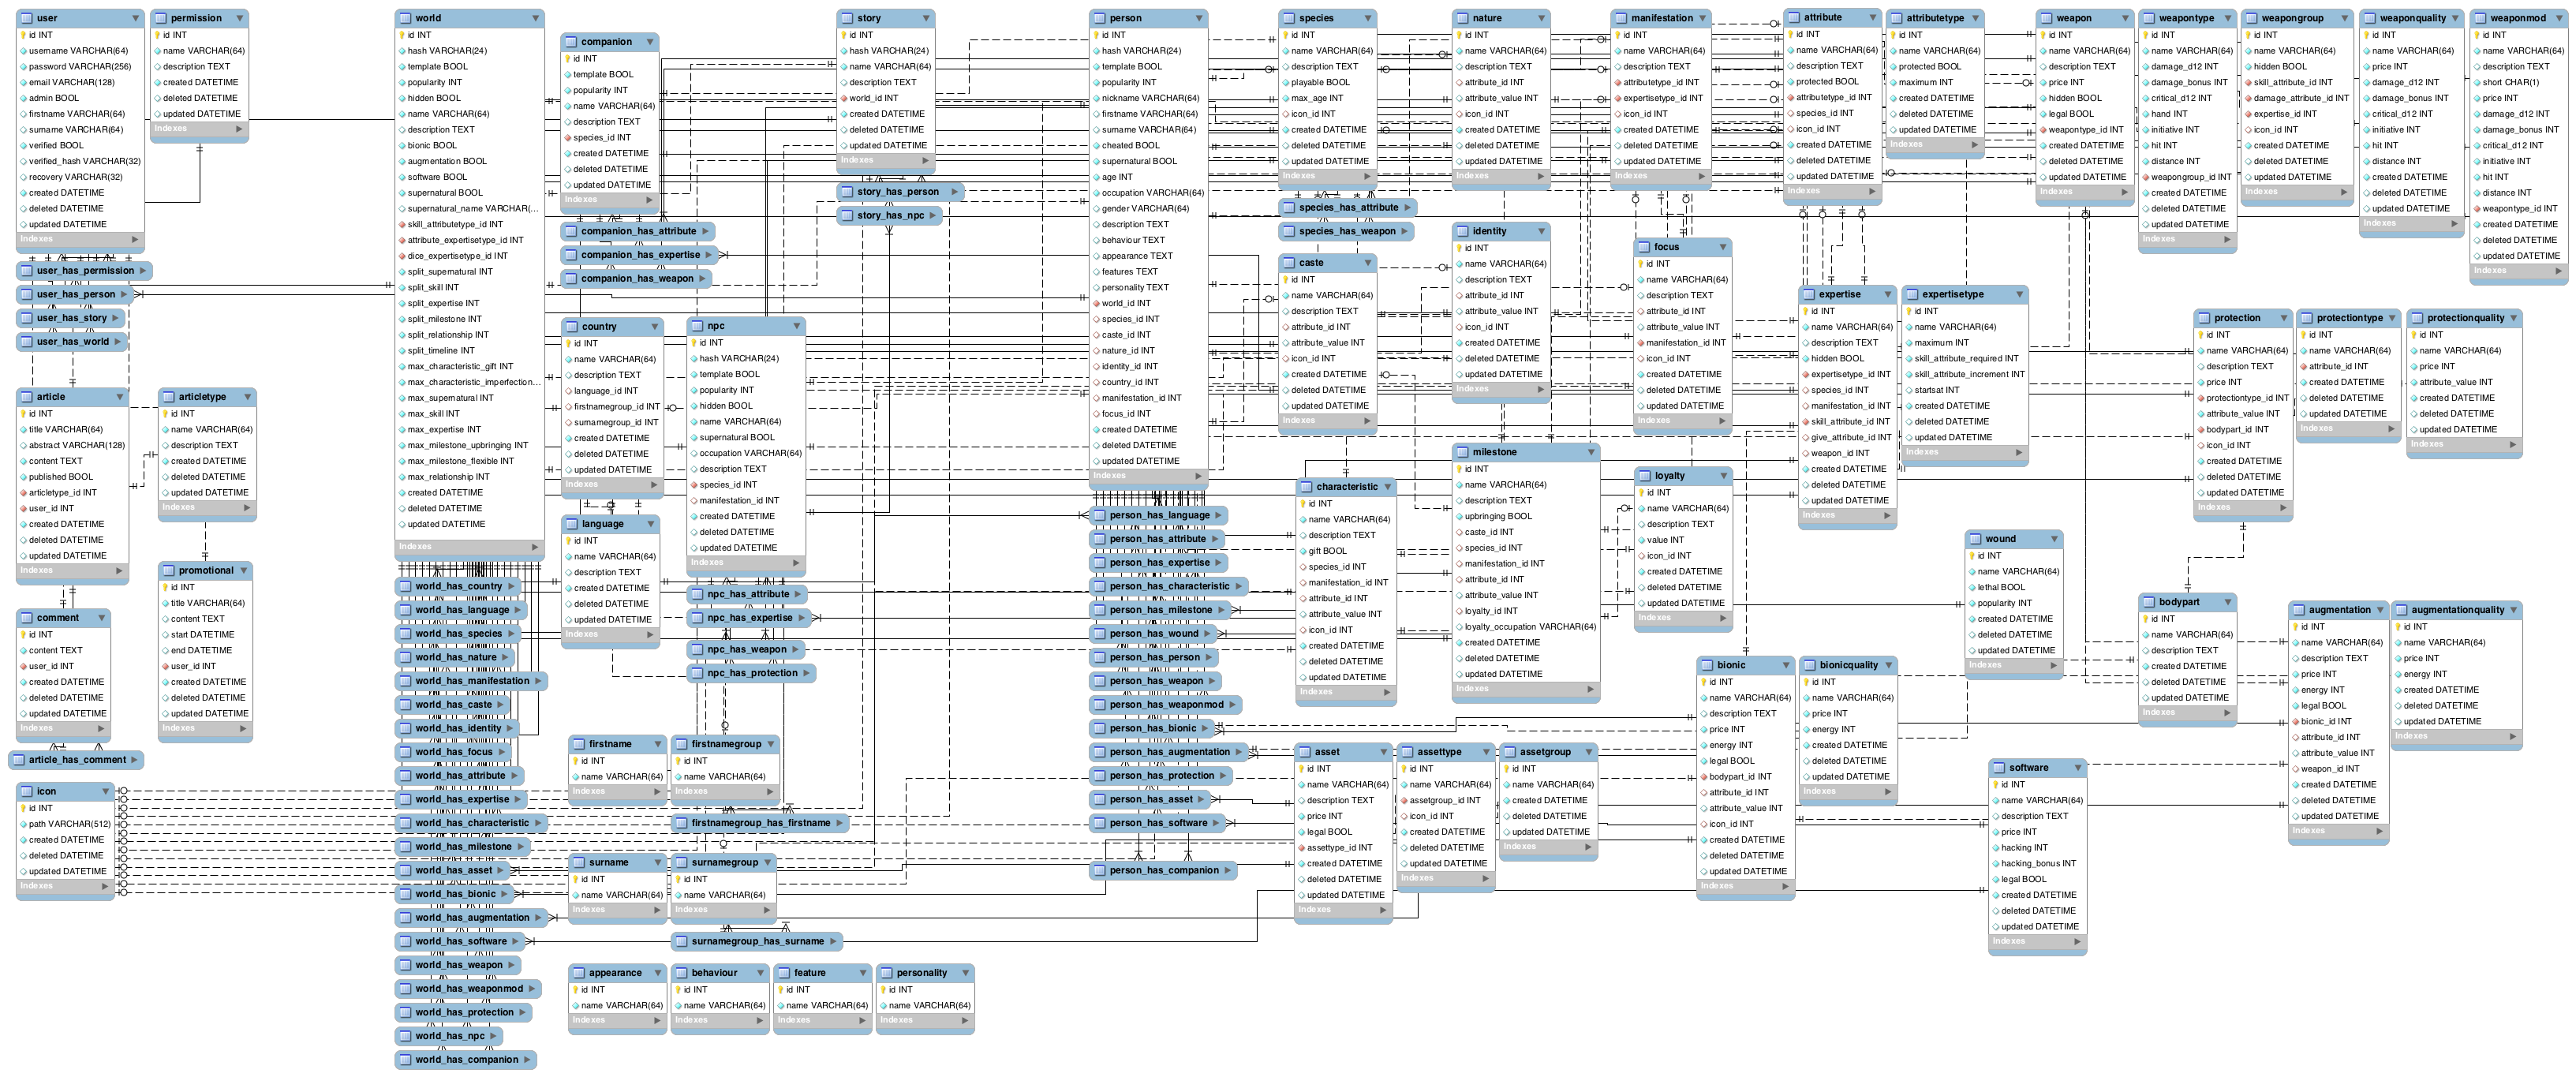 user
id INT
username VARCHAR(64)
password VARCHAR(256)
email VARCHAR(128)
admin BOOL
firstname VARCHAR(64)
surname VARCHAR(64)
verified BOOL
verified_hash VARCHAR(32)
recovery VARCHAR(32)
created DATETIME
deleted DATETIME
updated DATETIME
Indexes
permission
id INT
name VARCHAR(64)
description TEXT
created DATETIME
deleted DATETIME
updated DATETIME
Indexes
user_has_permission
user_has_person
user_has_story
user_has_world
article
id INT
title VARCHAR(64)
abstract VARCHAR(128)
content TEXT
published BOOL
articletype_id INT
user_id INT
created DATETIME
deleted DATETIME
updated DATETIME
Indexes
articletype
id INT
name VARCHAR(64)
description TEXT
created DATETIME
deleted DATETIME
updated DATETIME
Indexes
promotional
id INT
title VARCHAR(64)
content TEXT
start DATETIME
end DATETIME
user_id INT
created DATETIME
deleted DATETIME
updated DATETIME
Indexes
comment
id INT
content TEXT
user_id INT
created DATETIME
deleted DATETIME
updated DATETIME
Indexes
article_has_comment
icon
id INT
path VARCHAR(512)
created DATETIME
deleted DATETIME
updated DATETIME
Indexes
world
id INT
hash VARCHAR(24)
template BOOL
popularity INT
hidden BOOL
name VARCHAR(64)
description TEXT
bionic BOOL
augmentation BOOL
software BOOL
supernatural BOOL
supernatural_name VARCHAR(...
skill_attributetype_id INT
attribute_expertisetype_id INT
dice_expertisetype_id INT
split_supernatural INT
split_skill INT
split_expertise INT
split_milestone INT
split_relationship INT
split_timeline INT
max_characteristic_gift INT
max_characteristic_imperfection...
max_supernatural INT
max_skill INT
max_expertise INT
max_milestone_upbringing INT
max_milestone_flexible INT
max_relationship INT
created DATETIME
deleted DATETIME
updated DATETIME
Indexes
world_has_country
world_has_language
world_has_species
world_has_nature
world_has_manifestation
world_has_caste
world_has_identity
world_has_focus
world_has_attribute
world_has_expertise
world_has_characteristic
world_has_milestone
world_has_asset
world_has_bionic
world_has_augmentation
world_has_software
world_has_weapon
world_has_weaponmod
world_has_protection
world_has_npc
world_has_companion
companion
id INT
template BOOL
popularity INT
name VARCHAR(64)
description TEXT
species_id INT
created DATETIME
deleted DATETIME
updated DATETIME
Indexes
companion_has_attribute
companion_has_expertise
companion_has_weapon
country
id INT
name VARCHAR(64)
description TEXT
language_id INT
firstnamegroup_id INT
surnamegroup_id INT
created DATETIME
deleted DATETIME
updated DATETIME
Indexes
language
id INT
name VARCHAR(64)
description TEXT
created DATETIME
deleted DATETIME
updated DATETIME
Indexes
npc
id INT
hash VARCHAR(24)
template BOOL
popularity INT
hidden BOOL
name VARCHAR(64)
supernatural BOOL
occupation VARCHAR(64)
description TEXT
species_id INT
manifestation_id INT
created DATETIME
deleted DATETIME
updated DATETIME
Indexes
npc_has_attribute
npc_has_expertise
npc_has_weapon
npc_has_protection
firstname
id INT
name VARCHAR(64)
Indexes
firstnamegroup
id INT
name VARCHAR(64)
Indexes
firstnamegroup_has_firstname
surname
id INT
name VARCHAR(64)
Indexes
surnamegroup
id INT
name VARCHAR(64)
Indexes
surnamegroup_has_surname
appearance
id INT
name VARCHAR(64)
Indexes
behaviour
id INT
name VARCHAR(64)
Indexes
feature
id INT
name VARCHAR(64)
Indexes
personality
id INT
name VARCHAR(64)
Indexes
story
id INT
hash VARCHAR(24)
name VARCHAR(64)
description TEXT
world_id INT
created DATETIME
deleted DATETIME
updated DATETIME
Indexes
story_has_person
story_has_npc
person
id INT
hash VARCHAR(24)
template BOOL
popularity INT
nickname VARCHAR(64)
firstname VARCHAR(64)
surname VARCHAR(64)
cheated BOOL
supernatural BOOL
age INT
occupation VARCHAR(64)
gender VARCHAR(64)
description TEXT
behaviour TEXT
appearance TEXT
features TEXT
personality TEXT
world_id INT
species_id INT
caste_id INT
nature_id INT
identity_id INT
country_id INT
manifestation_id INT
focus_id INT
created DATETIME
deleted DATETIME
updated DATETIME
Indexes
person_has_language
person_has_attribute
person_has_expertise
person_has_characteristic
person_has_milestone
person_has_wound
person_has_person
person_has_weapon
person_has_weaponmod
person_has_bionic
person_has_augmentation
person_has_protection
person_has_asset
person_has_software
person_has_companion
species
id INT
name VARCHAR(64)
description TEXT
playable BOOL
max_age INT
icon_id INT
created DATETIME
deleted DATETIME
updated DATETIME
Indexes
species_has_attribute
species_has_weapon
caste
id INT
name VARCHAR(64)
description TEXT
attribute_id INT
attribute_value INT
icon_id INT
created DATETIME
deleted DATETIME
updated DATETIME
Indexes
characteristic
id INT
name VARCHAR(64)
description TEXT
gift BOOL
species_id INT
manifestation_id INT
attribute_id INT
attribute_value INT
icon_id INT
created DATETIME
deleted DATETIME
updated DATETIME
Indexes
asset
id INT
name VARCHAR(64)
description TEXT
price INT
legal BOOL
assettype_id INT
created DATETIME
deleted DATETIME
updated DATETIME
Indexes
assettype
id INT
name VARCHAR(64)
assetgroup_id INT
icon_id INT
created DATETIME
deleted DATETIME
updated DATETIME
Indexes
assetgroup
id INT
name VARCHAR(64)
created DATETIME
deleted DATETIME
updated DATETIME
Indexes
nature
id INT
name VARCHAR(64)
description TEXT
attribute_id INT
attribute_value INT
icon_id INT
created DATETIME
deleted DATETIME
updated DATETIME
Indexes
identity
id INT
name VARCHAR(64)
description TEXT
attribute_id INT
attribute_value INT
icon_id INT
created DATETIME
deleted DATETIME
updated DATETIME
Indexes
milestone
id INT
name VARCHAR(64)
description TEXT
upbringing BOOL
caste_id INT
species_id INT
manifestation_id INT
attribute_id INT
attribute_value INT
loyalty_id INT
loyalty_occupation VARCHAR(64)
created DATETIME
deleted DATETIME
updated DATETIME
Indexes
manifestation
id INT
name VARCHAR(64)
description TEXT
attributetype_id INT
expertisetype_id INT
icon_id INT
created DATETIME
deleted DATETIME
updated DATETIME
Indexes
focus
id INT
name VARCHAR(64)
description TEXT
attribute_id INT
attribute_value INT
manifestation_id INT
icon_id INT
created DATETIME
deleted DATETIME
updated DATETIME
Indexes
loyalty
id INT
name VARCHAR(64)
description TEXT
value INT
icon_id INT
created DATETIME
deleted DATETIME
updated DATETIME
Indexes
attribute
id INT
name VARCHAR(64)
description TEXT
protected BOOL
attributetype_id INT
species_id INT
icon_id INT
created DATETIME
deleted DATETIME
updated DATETIME
Indexes
attributetype
id INT
name VARCHAR(64)
protected BOOL
maximum INT
created DATETIME
deleted DATETIME
updated DATETIME
Indexes
expertise
id INT
name VARCHAR(64)
description TEXT
hidden BOOL
expertisetype_id INT
species_id INT
manifestation_id INT
skill_attribute_id INT
give_attribute_id INT
weapon_id INT
created DATETIME
deleted DATETIME
updated DATETIME
Indexes
expertisetype
id INT
name VARCHAR(64)
maximum INT
skill_attribute_required INT
skill_attribute_increment INT
startsat INT
created DATETIME
deleted DATETIME
updated DATETIME
Indexes
bionic
id INT
name VARCHAR(64)
description TEXT
price INT
energy INT
legal BOOL
bodypart_id INT
attribute_id INT
attribute_value INT
icon_id INT
created DATETIME
deleted DATETIME
updated DATETIME
Indexes
bionicquality
id INT
name VARCHAR(64)
price INT
energy INT
created DATETIME
deleted DATETIME
updated DATETIME
Indexes
wound
id INT
name VARCHAR(64)
lethal BOOL
popularity INT
created DATETIME
deleted DATETIME
updated DATETIME
Indexes
software
id INT
name VARCHAR(64)
description TEXT
price INT
hacking INT
hacking_bonus INT
legal BOOL
created DATETIME
deleted DATETIME
updated DATETIME
Indexes
weapon
id INT
name VARCHAR(64)
description TEXT
price INT
hidden BOOL
legal BOOL
weapontype_id INT
created DATETIME
deleted DATETIME
updated DATETIME
Indexes
weapontype
id INT
name VARCHAR(64)
damage_d12 INT
damage_bonus INT
critical_d12 INT
hand INT
initiative INT
hit INT
distance INT
weapongroup_id INT
created DATETIME
deleted DATETIME
updated DATETIME
Indexes
weapongroup
id INT
name VARCHAR(64)
hidden BOOL
skill_attribute_id INT
damage_attribute_id INT
expertise_id INT
icon_id INT
created DATETIME
deleted DATETIME
updated DATETIME
Indexes
weaponquality
id INT
name VARCHAR(64)
price INT
damage_d12 INT
damage_bonus INT
critical_d12 INT
initiative INT
hit INT
distance INT
created DATETIME
deleted DATETIME
updated DATETIME
Indexes
weaponmod
id INT
name VARCHAR(64)
description TEXT
short CHAR(1)
price INT
damage_d12 INT
damage_bonus INT
critical_d12 INT
initiative INT
hit INT
distance INT
weapontype_id INT
created DATETIME
deleted DATETIME
updated DATETIME
Indexes
protection
id INT
name VARCHAR(64)
description TEXT
price INT
protectiontype_id INT
attribute_value INT
bodypart_id INT
icon_id INT
created DATETIME
deleted DATETIME
updated DATETIME
Indexes
protectiontype
id INT
name VARCHAR(64)
attribute_id INT
created DATETIME
deleted DATETIME
updated DATETIME
Indexes
protectionquality
id INT
name VARCHAR(64)
price INT
attribute_value INT
created DATETIME
deleted DATETIME
updated DATETIME
Indexes
bodypart
id INT
name VARCHAR(64)
description TEXT
created DATETIME
deleted DATETIME
updated DATETIME
Indexes
augmentation
id INT
name VARCHAR(64)
description TEXT
price INT
energy INT
legal BOOL
bionic_id INT
attribute_id INT
attribute_value INT
weapon_id INT
created DATETIME
deleted DATETIME
updated DATETIME
Indexes
augmentationquality
id INT
name VARCHAR(64)
price INT
energy INT
created DATETIME
deleted DATETIME
updated DATETIME
Indexes